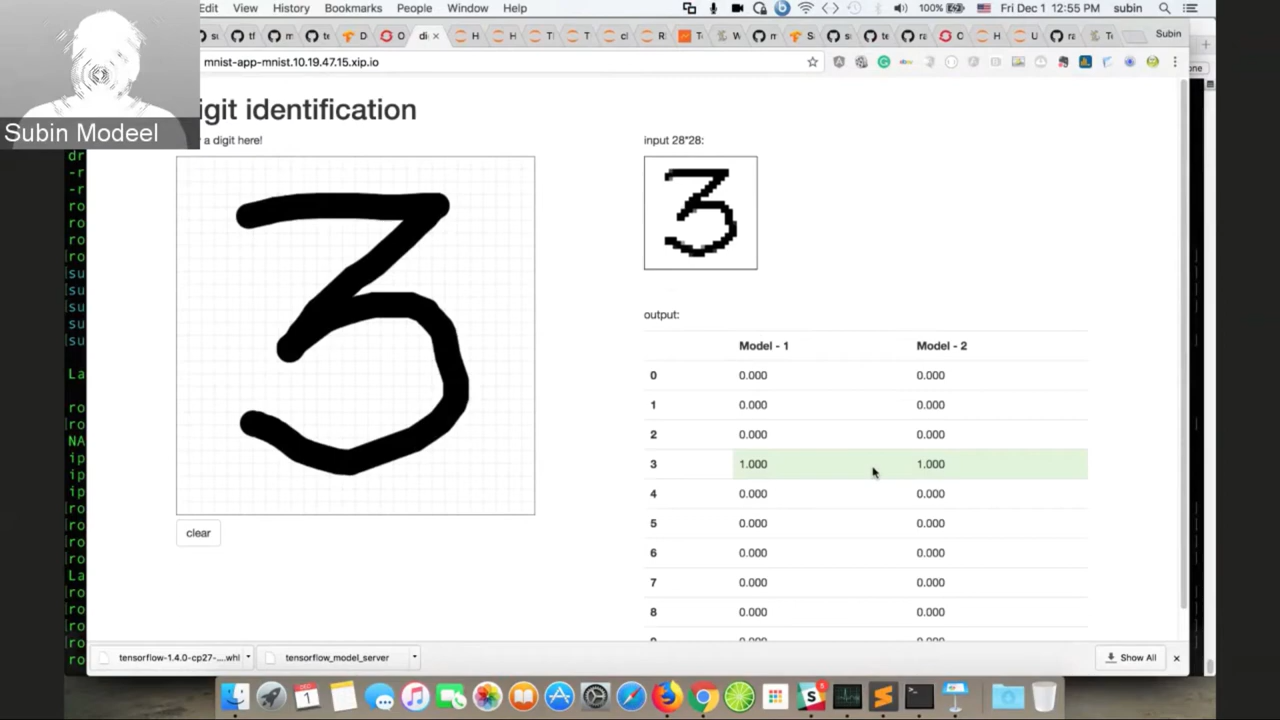 Edit View History Bookmarks People Window Help 100% Fri Dec 1 12:55 PM subin
Subin
mnist-app-mnist.10.19.47.15.xip.io
Subin Modeel
igit identification
a digit here!
input 28*28:
3
3
clear
output:
Model - 1 Model - 2
0 0.000 0.000
1 0.000 0.000
2 0.000 0.000
3 1.000 1.000
4 0.000 0.000
5 0.000 0.000
6 0.000 0.000
7 0.000 0.000
8 0.000 0.000
tensorflow-1.4.0-cp27-....whl
tensorflow_model_server
Show All